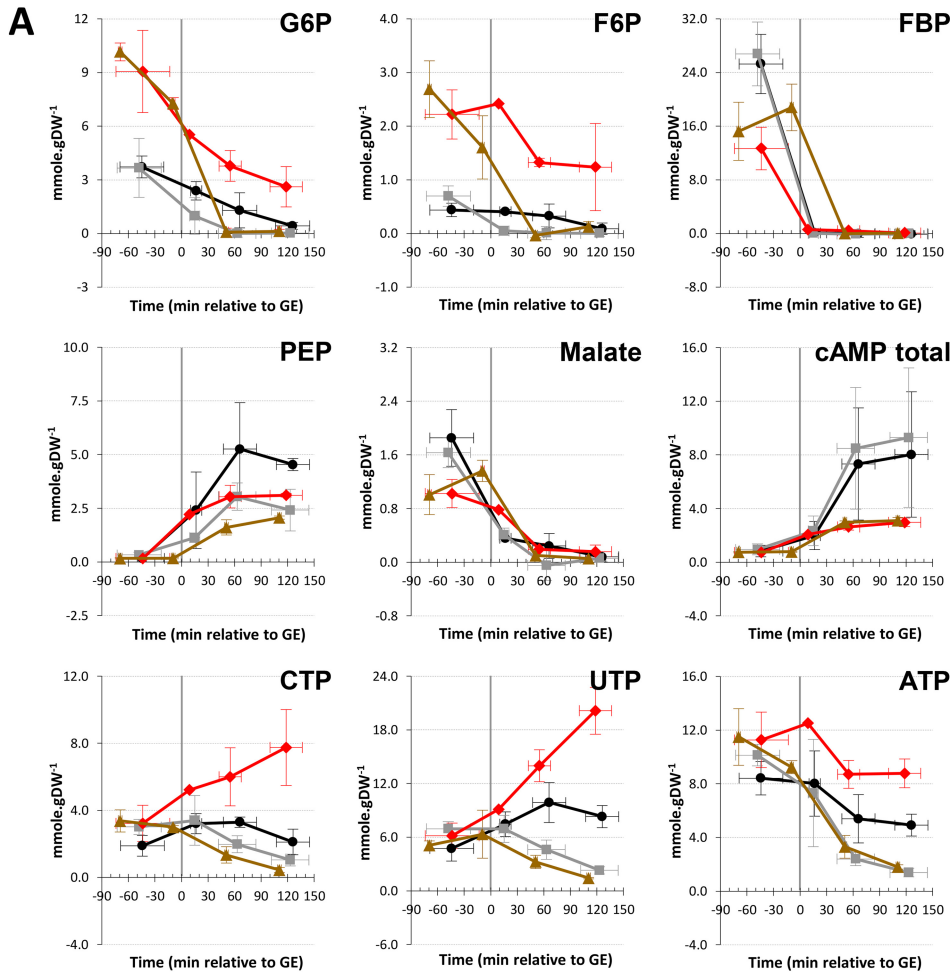 A
G6P
F6P
FBP
12
9
6
3
0
-3
4.0
3.0
2.0
1.0
0.0
-1.0
32.0
24.0
16.0
8.0
0.0
-8.0
mmole.gDW⁻¹
mmole.gDW⁻¹
mmole.gDW⁻¹
-90 -60 -30 0 30 60 90 120 150
-90 -60 -30 0 30 60 90 120 150
-90 -60 -30 0 30 60 90 120 150
Time (min relative to GE)
Time (min relative to GE)
Time (min relative to GE)
PEP
Malate
cAMP total
10.0
7.5
5.0
2.5
0.0
-2.5
3.2
2.4
1.6
0.8
0.0
-0.8
16.0
12.0
8.0
4.0
0.0
-4.0
mmole.gDW⁻¹
mmole.gDW⁻¹
mmole.gDW⁻¹
-90 -60 -30 0 30 60 90 120 150
-90 -60 -30 0 30 60 90 120 150
-90 -60 -30 0 30 60 90 120 150
Time (min relative to GE)
Time (min relative to GE)
Time (min relative to GE)
CTP
UTP
ATP
12.0
8.0
4.0
0.0
-4.0
24.0
18.0
12.0
6.0
0.0
-6.0
16.0
12.0
8.0
4.0
0.0
-4.0
mmole.gDW⁻¹
mmole.gDW⁻¹
mmole.gDW⁻¹
-90 -60 -30 0 30 60 90 120 150
-90 -60 -30 0 30 60 90 120 150
-90 -60 -30 0 30 60 90 120 150
Time (min relative to GE)
Time (min relative to GE)
Time (min relative to GE)